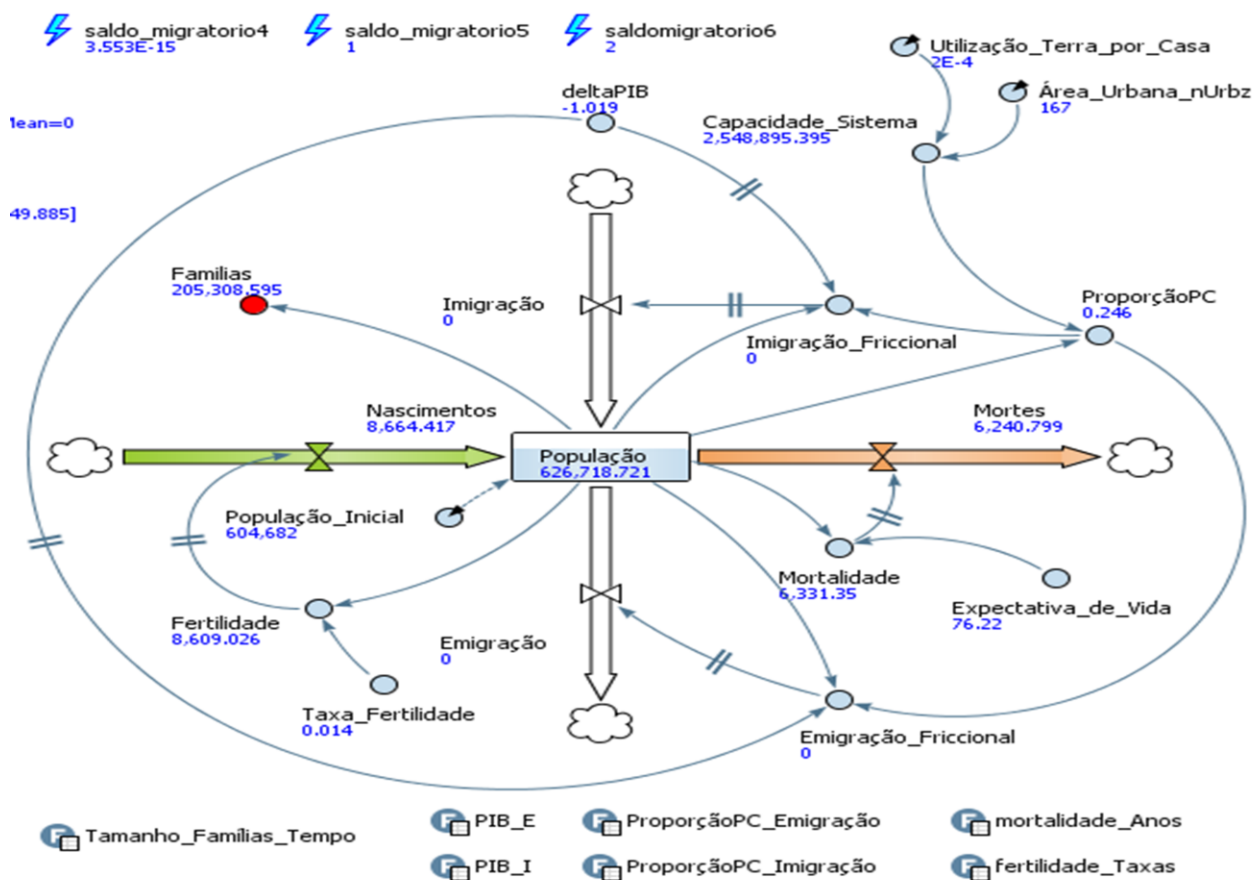 saldo_migratorio4
3.553E-15
saldo_migratorio5
1
saldomigratorio6
2
Utilização_Terra_por_Casa
2E-4
deltaPIB
-1.019
Área_Urbana_nUrbz
167
Mean=0
Capacidade_Sistema
2,548,895.395
49.885]
Famílias
205,308.595
Imigração
0
ProporçãoPC
0.246
Imigração_Friccional
0
Nascimentos
8,664.417
Mortes
6,240.799
População
626,718.721
População_Inicial
604,682
Mortalidade
6,331.35
Expectativa_de_Vida
76.22
Fertilidade
8,609.026
Emigração
0
Taxa_Fertilidade
0.014
Emigração_Friccional
0
Tamanho_Famílias_Tempo
PIB_E
ProporçãoPC_Emigração
mortalidade_Anos
PIB_I
ProporçãoPC_Imigração
fertilidade_Taxas